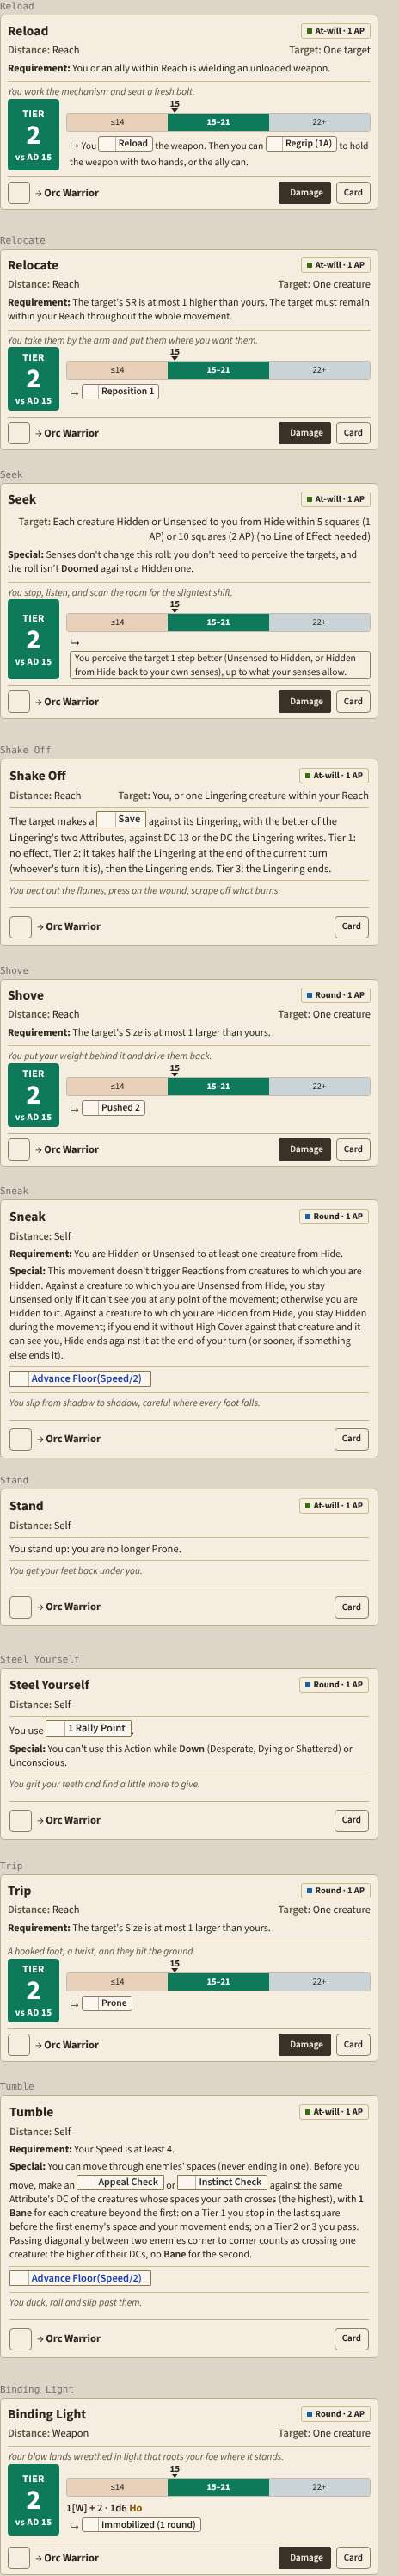 Reload
Reload
At-will · 1 AP
Distance: Reach
Target: One target
Requirement: You or an ally within Reach is wielding an unloaded weapon.
You work the mechanism and seat a fresh bolt.
TIER
2
vs AD 15
15
≤14
15–21
22+
↪ You Reload the weapon. Then you can Regrip (1A) to hold
the weapon with two hands, or the ally can.
→ Orc Warrior
Damage
Card
Relocate
Relocate
At-will · 1 AP
Distance: Reach
Target: One creature
Requirement: The target's SR is at most 1 higher than yours. The target must remain
within your Reach throughout the whole movement.
You take them by the arm and put them where you want them.
TIER
2
vs AD 15
15
≤14
15–21
22+
↪ Reposition 1
→ Orc Warrior
Damage
Card
Seek
Seek
At-will · 1 AP
Target: Each creature Hidden or Unsensed to you from Hide within 5 squares (1
AP) or 10 squares (2 AP) (no Line of Effect needed)
Special: Senses don't change this roll: you don't need to perceive the targets, and
the roll isn't Doomed against a Hidden one.
You stop, listen, and scan the room for the slightest shift.
TIER
2
vs AD 15
15
≤14
15–21
22+
↪
You perceive the target 1 step better (Unsensed to Hidden, or Hidden
from Hide back to your own senses), up to what your senses allow.
→ Orc Warrior
Damage
Card
Shake Off
Shake Off
At-will · 1 AP
Distance: Reach
Target: You, or one Lingering creature within your Reach
The target makes a Save against its Lingering, with the better of the
Lingering's two Attributes, against DC 13 or the DC the Lingering writes. Tier 1:
no effect. Tier 2: it takes half the Lingering at the end of the current turn
(whoever's turn it is), then the Lingering ends. Tier 3: the Lingering ends.
You beat out the flames, press on the wound, scrape off what burns.
→ Orc Warrior
Card
Shove
Shove
Round · 1 AP
Distance: Reach
Target: One creature
Requirement: The target's Size is at most 1 larger than yours.
You put your weight behind it and drive them back.
TIER
2
vs AD 15
15
≤14
15–21
22+
↪ Pushed 2
→ Orc Warrior
Damage
Card
Sneak
Sneak
Round · 1 AP
Distance: Self
Requirement: You are Hidden or Unsensed to at least one creature from Hide.
Special: This movement doesn't trigger Reactions from creatures to which you are
Hidden. Against a creature to which you are Unsensed from Hide, you stay
Unsensed only if it can't see you at any point of the movement; otherwise you are
Hidden to it. Against a creature to which you are Hidden from Hide, you stay Hidden
during the movement; if you end it without High Cover against that creature and it
can see you, Hide ends against it at the end of your turn (or sooner, if something
else ends it).
Advance Floor(Speed/2)
You slip from shadow to shadow, careful where every foot falls.
→ Orc Warrior
Card
Stand
Stand
At-will · 1 AP
Distance: Self
You stand up: you are no longer Prone.
You get your feet back under you.
→ Orc Warrior
Card
Steel Yourself
Steel Yourself
Round · 1 AP
Distance: Self
You use 1 Rally Point.
Special: You can't use this Action while Down (Desperate, Dying or Shattered) or
Unconscious.
You grit your teeth and find a little more to give.
→ Orc Warrior
Card
Trip
Trip
Round · 1 AP
Distance: Reach
Target: One creature
Requirement: The target's Size is at most 1 larger than yours.
A hooked foot, a twist, and they hit the ground.
TIER
2
vs AD 15
15
≤14
15–21
22+
↪ Prone
→ Orc Warrior
Damage
Card
Tumble
Tumble
At-will · 1 AP
Distance: Self
Requirement: Your Speed is at least 4.
Special: You can move through enemies' spaces (never ending in one). Before you
move, make an Appeal Check or Instinct Check against the same
Attribute's DC of the creatures whose spaces your path crosses (the highest), with 1
Bane for each creature beyond the first: on a Tier 1 you stop in the last square
before the first enemy's space and your movement ends; on a Tier 2 or 3 you pass.
Passing diagonally between two enemies corner to corner counts as crossing one
creature: the higher of their DCs, no Bane for the second.
Advance Floor(Speed/2)
You duck, roll and slip past them.
→ Orc Warrior
Card
Binding Light
Binding Light
Round · 2 AP
Distance: Weapon
Target: One creature
Your blow lands wreathed in light that roots your foe where it stands.
TIER
2
vs AD 15
15
≤14
15–21
22+
1[W] + 2 · 1d6 Ho
↪ Immobilized (1 round)
→ Orc Warrior
Damage
Card